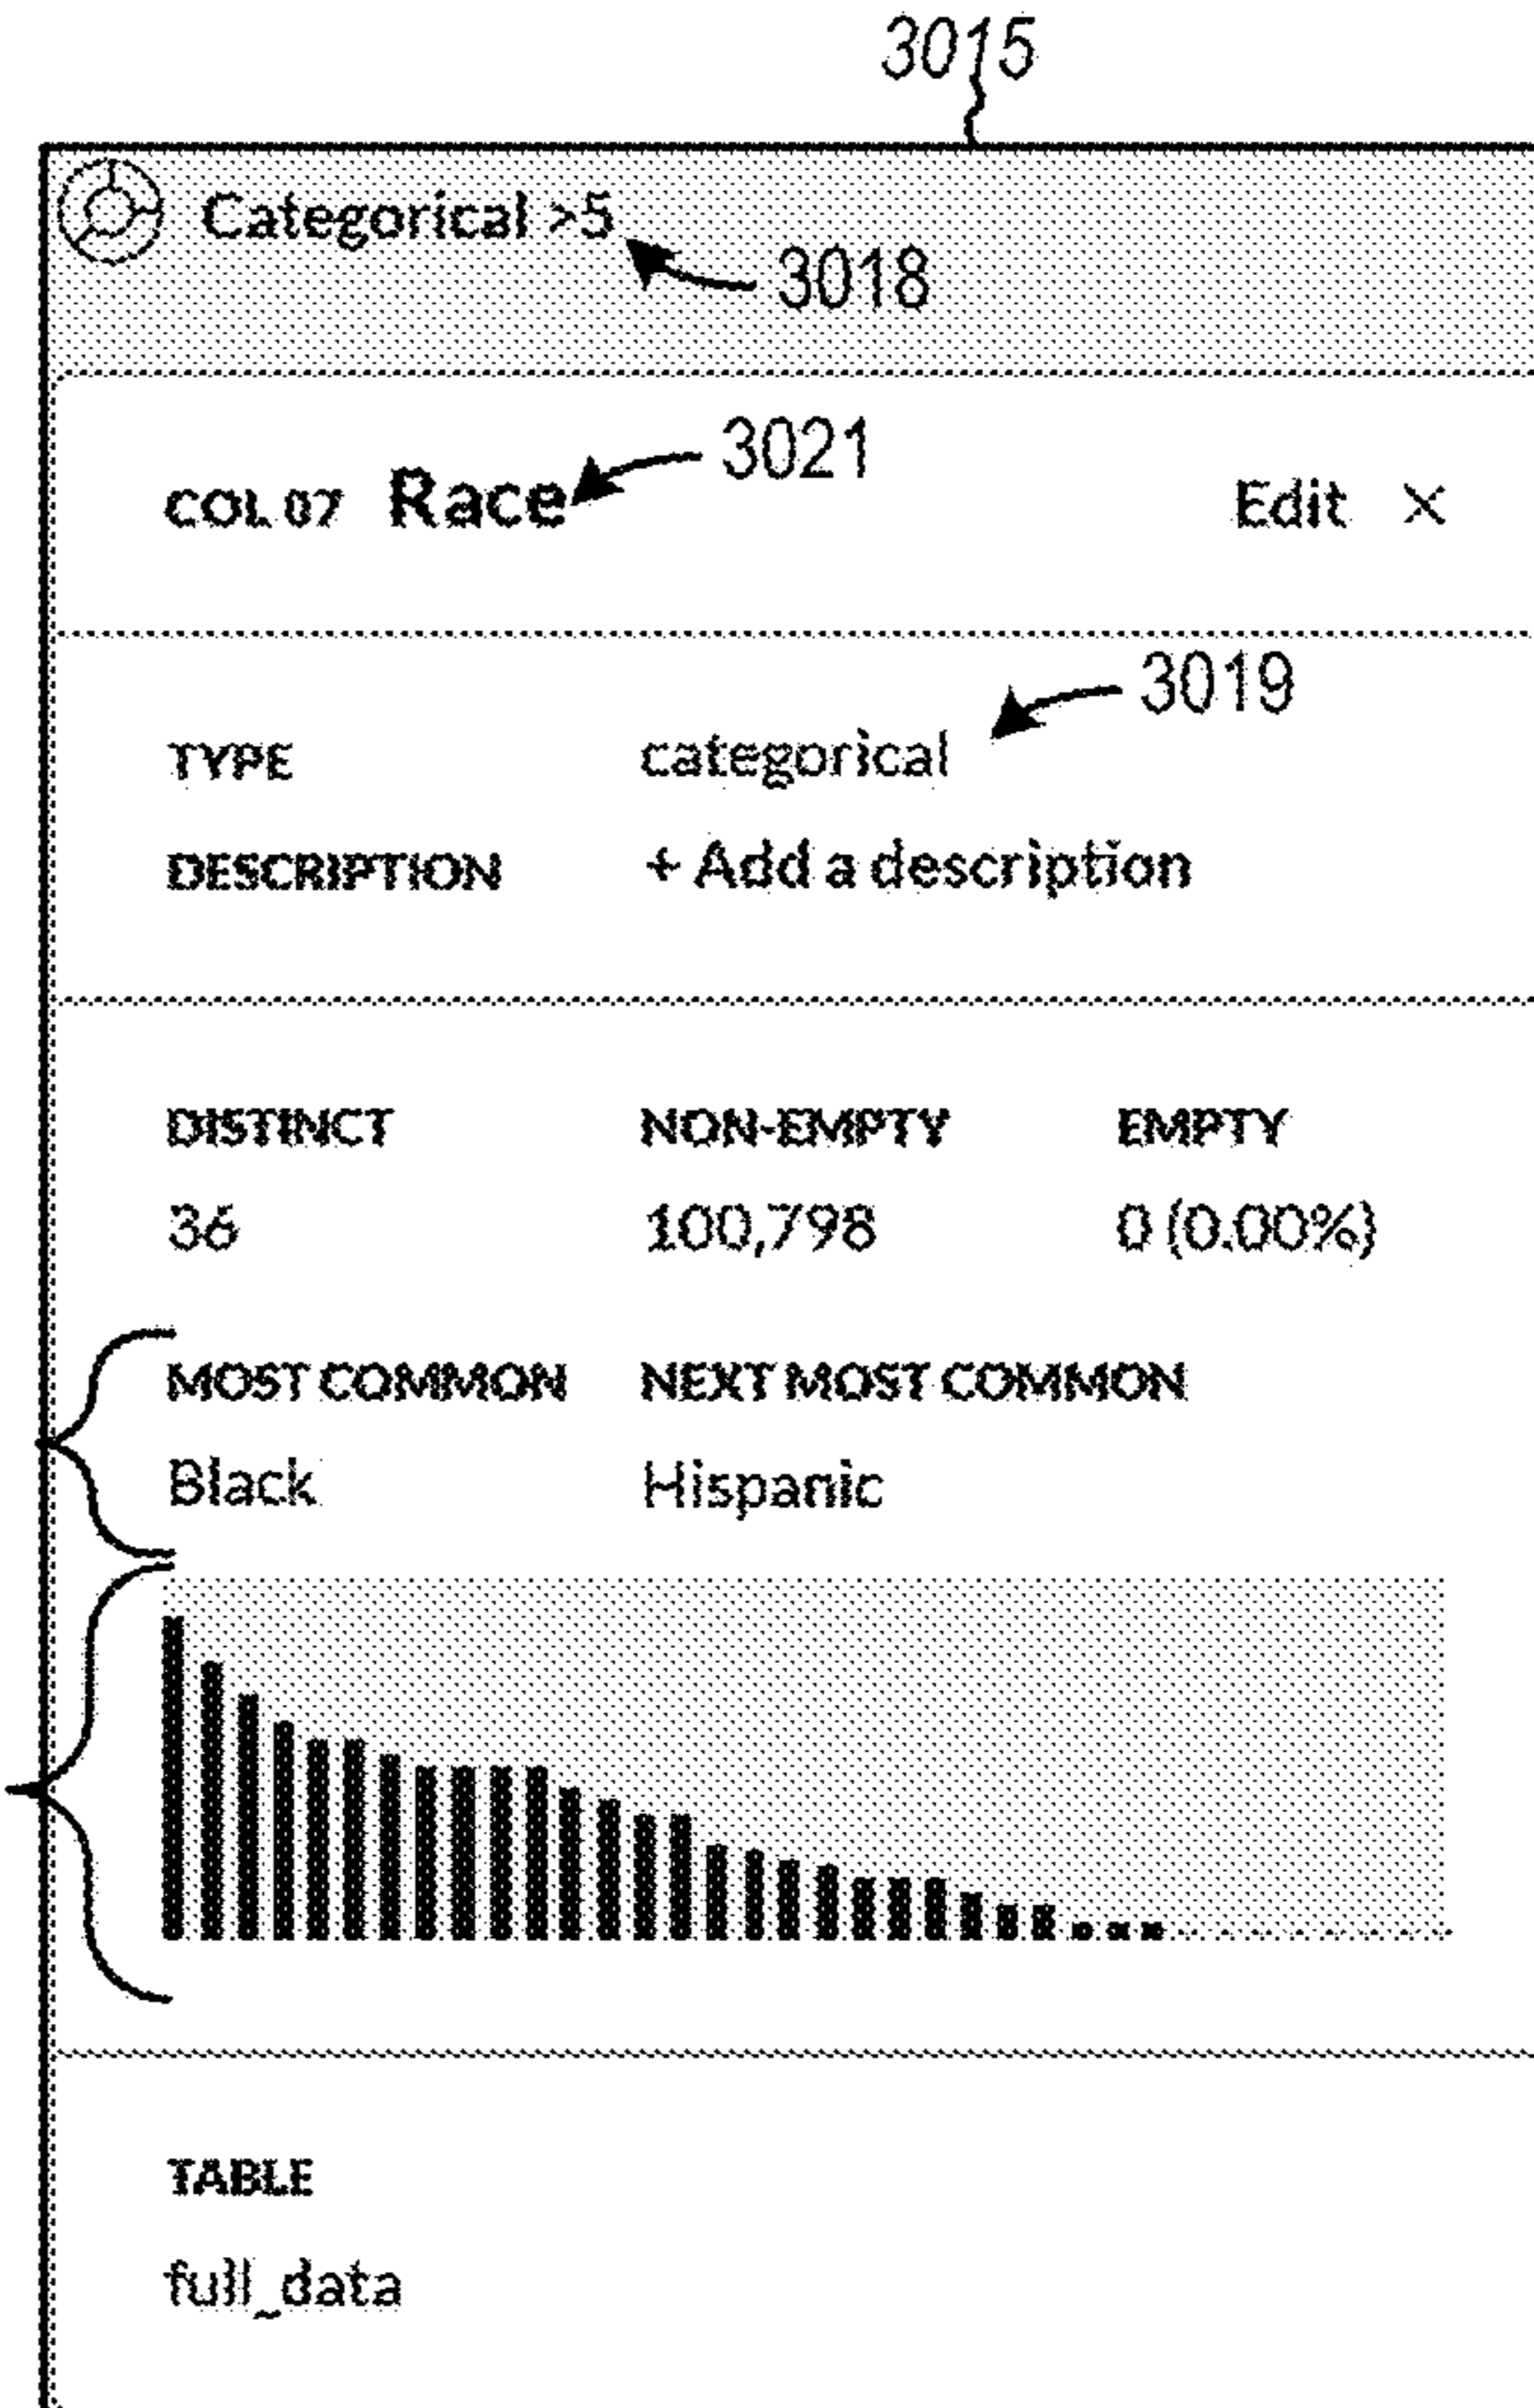 3015
Categorical >5
3018
3021
COL 07 Race Edit ×
3019
TYPE categorical
DESCRIPTION + Add a description
DISTINCT NON-EMPTY EMPTY
36 100,798 0 (0.00%)
MOST COMMON NEXT MOST COMMON
Black Hispanic
TABLE
full_data